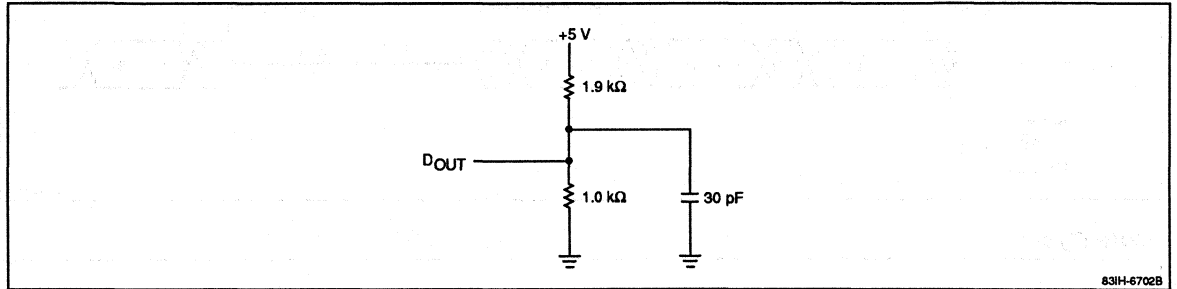 +5 V
1.9 kΩ
DOUT
1.0 kΩ
30 pF
83IH-6702B